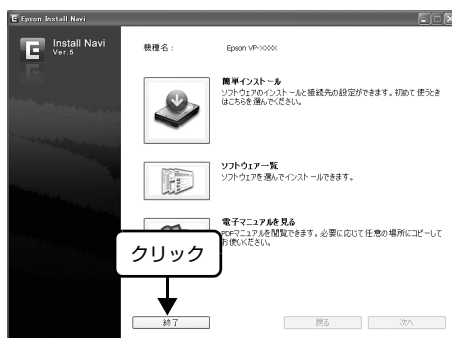 Epson Install Navi
Install Navi
Ver.5
機種名：
Epson VP-XXXX
簡単インストール
ソフトウェアのインストールと接続先の設定ができます。初めて使うとき
はこちらを選んでください。
ソフトウェア一覧
ソフトウェアを選んでインストールできます。
電子マニュアルを見る
PDFマニュアルを閲覧できます。必要に応じて任意の場所にコピーして
お使いください。
クリック
終了
戻る
次へ